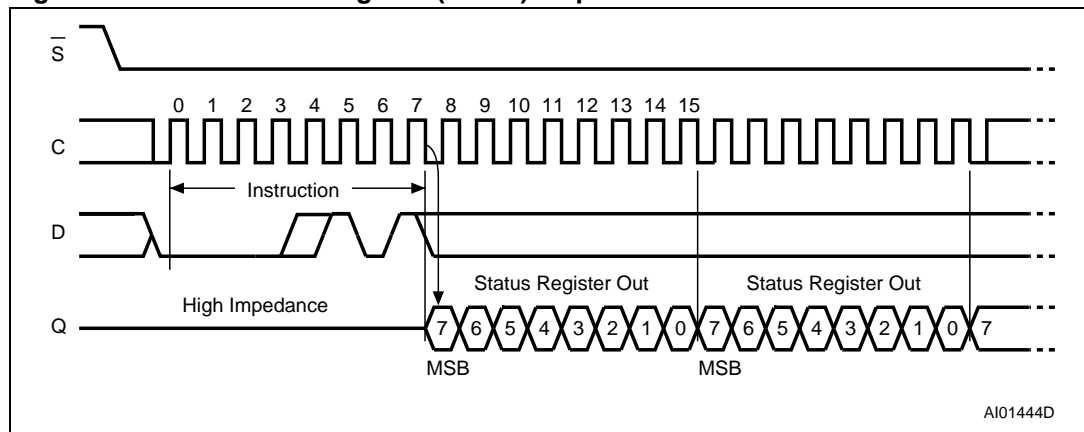 S
0 1 2 3 4 5 6 7 8 9 10 11 12 13 14 15
C
Instruction
D
Status Register Out Status Register Out
High Impedance
Q 7 6 5 4 3 2 1 0 7 6 5 4 3 2 1 0 7
MSB MSB
AI01444D